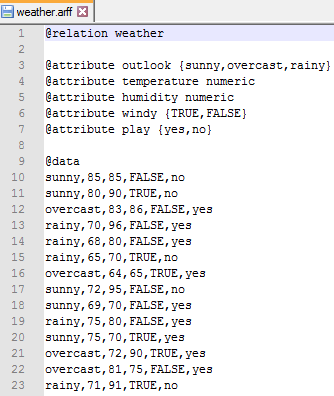 weather.arff
1 @relation weather
2
3 @attribute outlook {sunny,overcast,rainy}
4 @attribute temperature numeric
5 @attribute humidity numeric
6 @attribute windy {TRUE,FALSE}
7 @attribute play {yes,no}
8
9 @data
10 sunny,85,85,FALSE,no
11 sunny,80,90,TRUE,no
12 overcast,83,86,FALSE,yes
13 rainy,70,96,FALSE,yes
14 rainy,68,80,FALSE,yes
15 rainy,65,70,TRUE,no
16 overcast,64,65,TRUE,yes
17 sunny,72,95,FALSE,no
18 sunny,69,70,FALSE,yes
19 rainy,75,80,FALSE,yes
20 sunny,75,70,TRUE,yes
21 overcast,72,90,TRUE,yes
22 overcast,81,75,FALSE,yes
23 rainy,71,91,TRUE,no